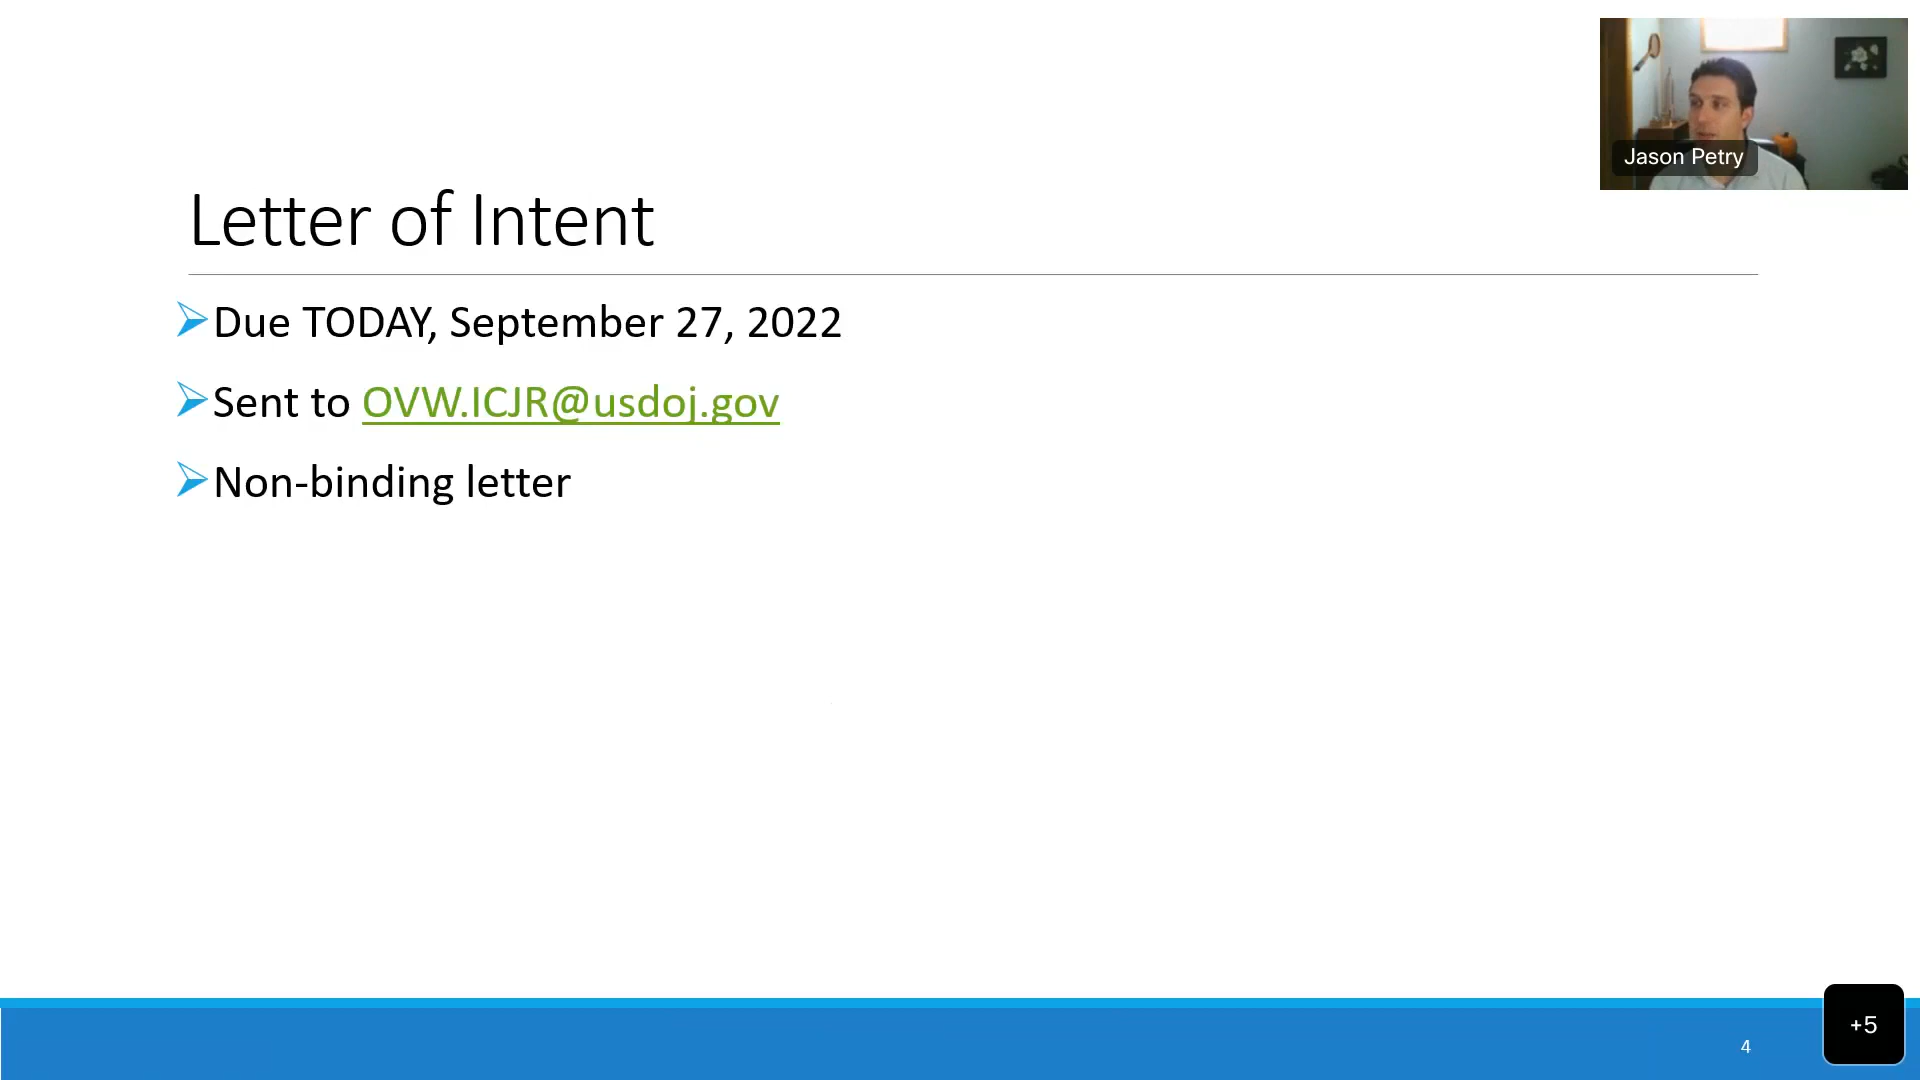 Jason Petry
Letter of Intent
Due TODAY, September 27, 2022
Sent to OVW.ICJR@usdoj.gov
Non-binding letter
4
+5